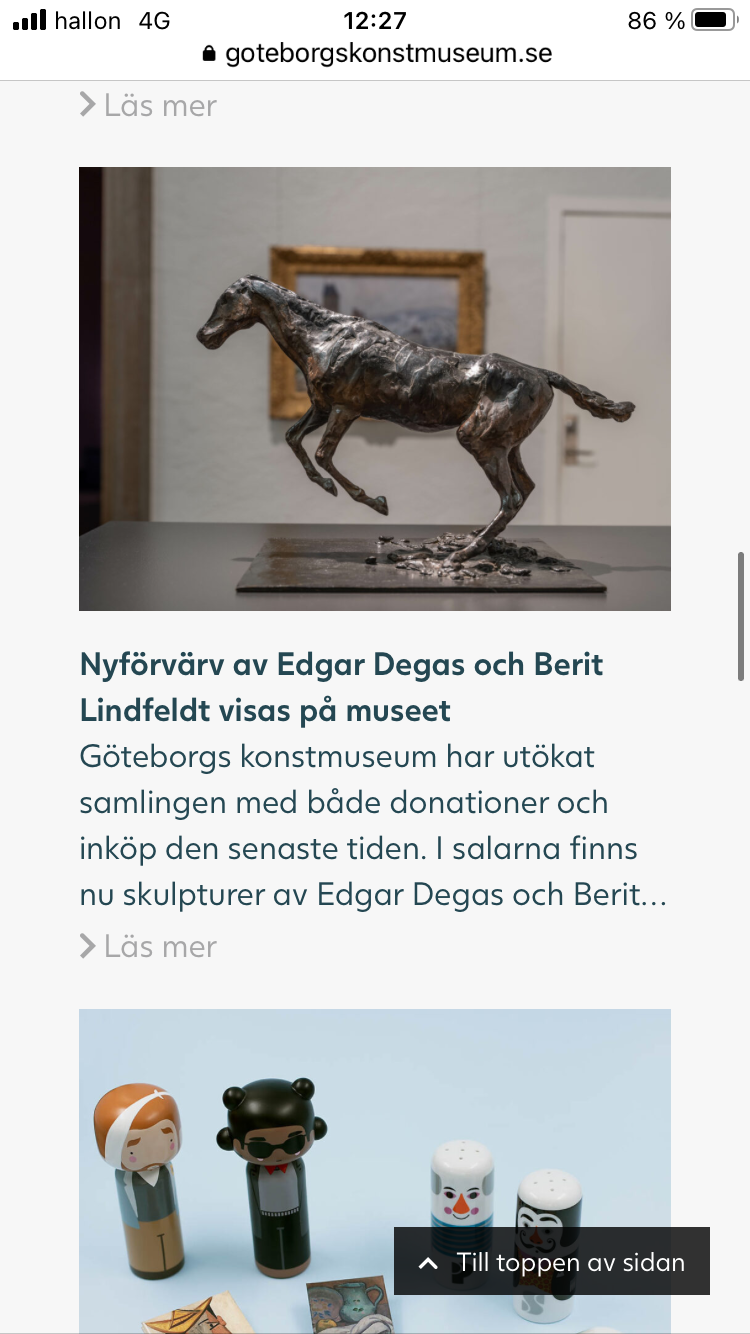 hallon 4G 12:27 86 %
goteborgskonstmuseum.se
Läs mer
Nyförvärv av Edgar Degas och Berit
Lindfeldt visas på museet
Göteborgs konstmuseum har utökat
samlingen med både donationer och
inköp den senaste tiden. I salarna finns
nu skulpturer av Edgar Degas och Berit...
Läs mer
Till toppen av sidan